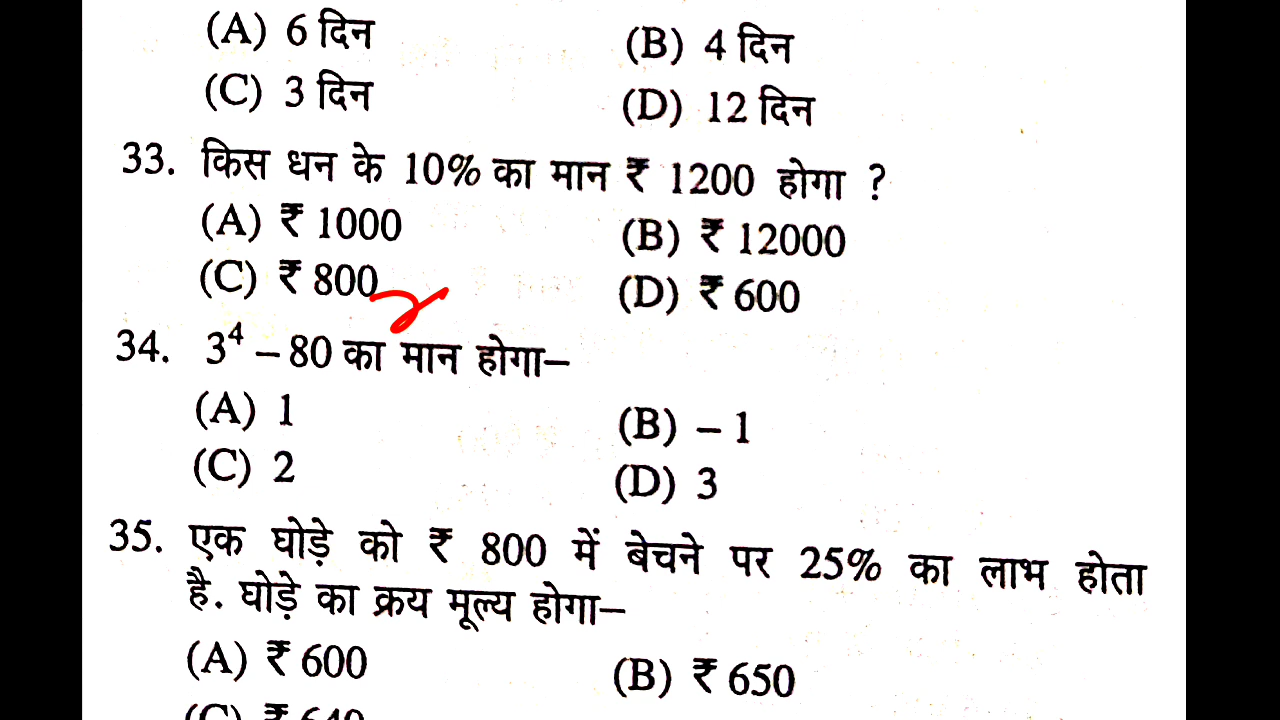 (A) 6 दिन (B) 4 दिन
(C) 3 दिन (D) 12 दिन
33. किस धन के 10% का मान ₹ 1200 होगा ?
(A) ₹ 1000 (B) ₹ 12000
(C) ₹ 800 (D) ₹ 600
34. 3⁴ – 80 का मान होगा–
(A) 1 (B) – 1
(C) 2 (D) 3
35. एक घोड़े को ₹ 800 में बेचने पर 25% का लाभ होता
है. घोड़े का क्रय मूल्य होगा–
(A) ₹ 600 (B) ₹ 650
(C) ₹ 640